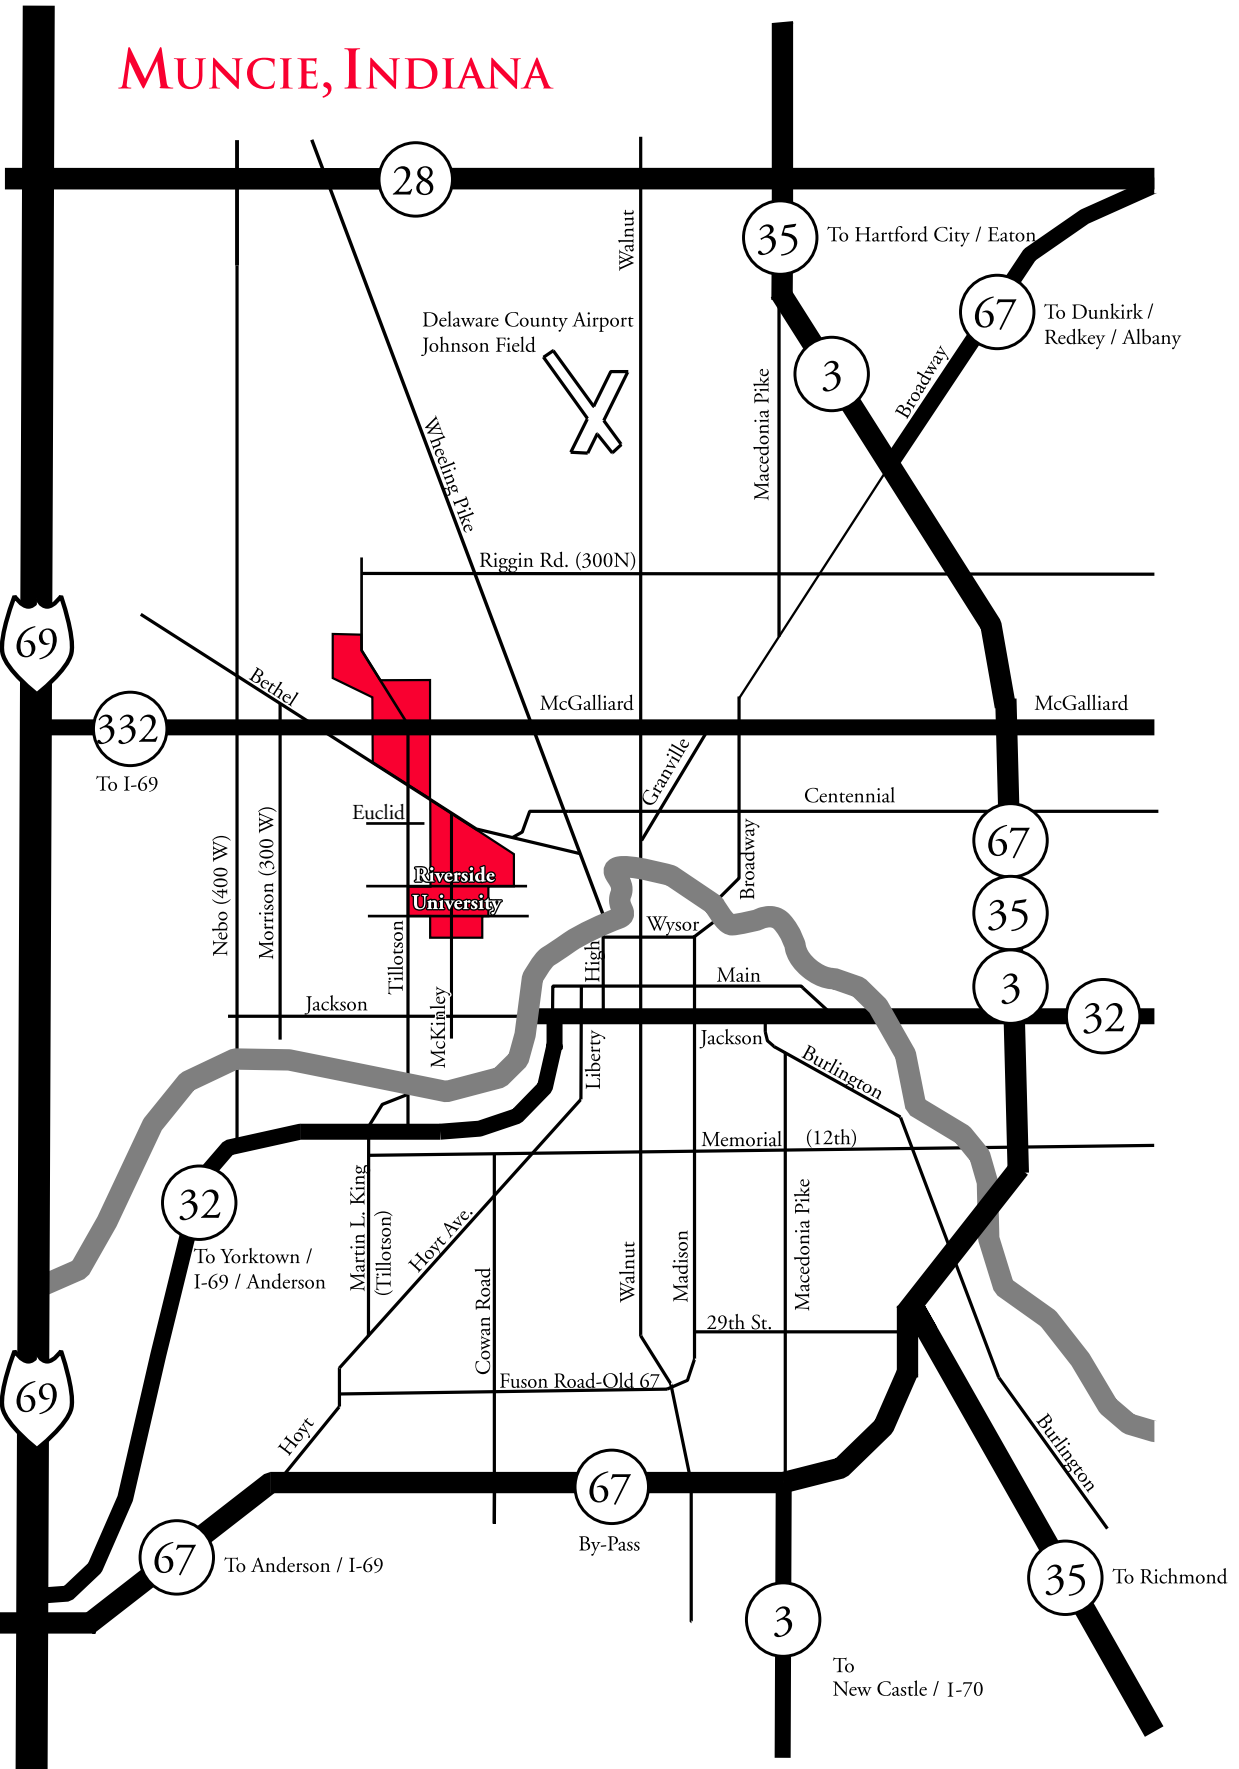 MUNCIE, INDIANA
28
Walnut
35
To Hartford City / Eaton
67
To Dunkirk /
Redkey / Albany
Delaware County Airport
Johnson Field
3
Broadway
Macedonia Pike
Wheeling Pike
Riggin Rd. (300N)
69
Bethel
McGalliard
McGalliard
332
To I-69
Granville
Centennial
Euclid
67
Broadway
Riverside
University
Nebo (400 W)
Morrison (300 W)
Tillotson
35
Wysor
High
Main
3
32
Jackson
McKinley
Liberty
Jackson
Burlington
Memorial
(12th)
32
To Yorktown /
I-69 / Anderson
Martin L. King
(Tillotson)
Hoyt Ave.
Cowan Road
Walnut
Madison
Macedonia Pike
29th St.
Fuson Road-Old 67
69
Hoyt
Burlington
67
By-Pass
67
To Anderson / I-69
35
To Richmond
3
To
New Castle / I-70